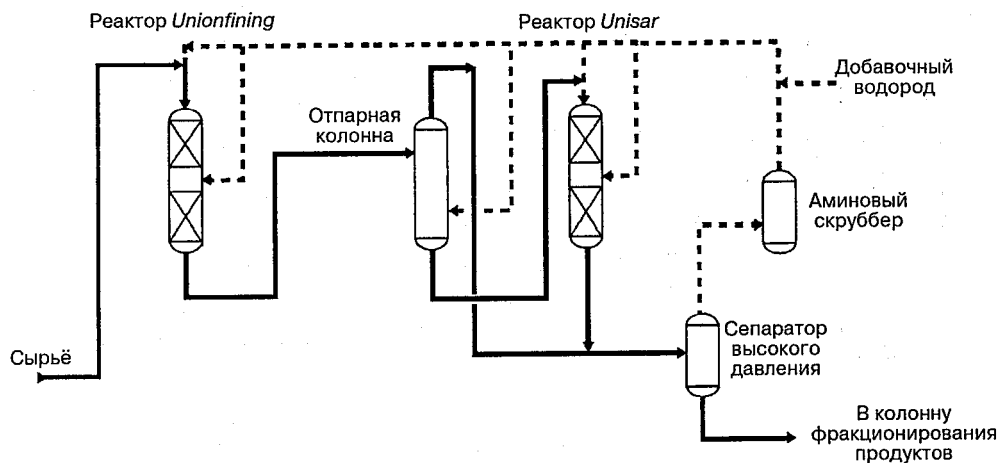 Реактор Unionfining
Реактор Unisar
Добавочный
водород
Отпарная
колонна
Аминовый
скруббер
Сырьё
Сепаратор
высокого
давления
В колонну
фракционирования
продуктов